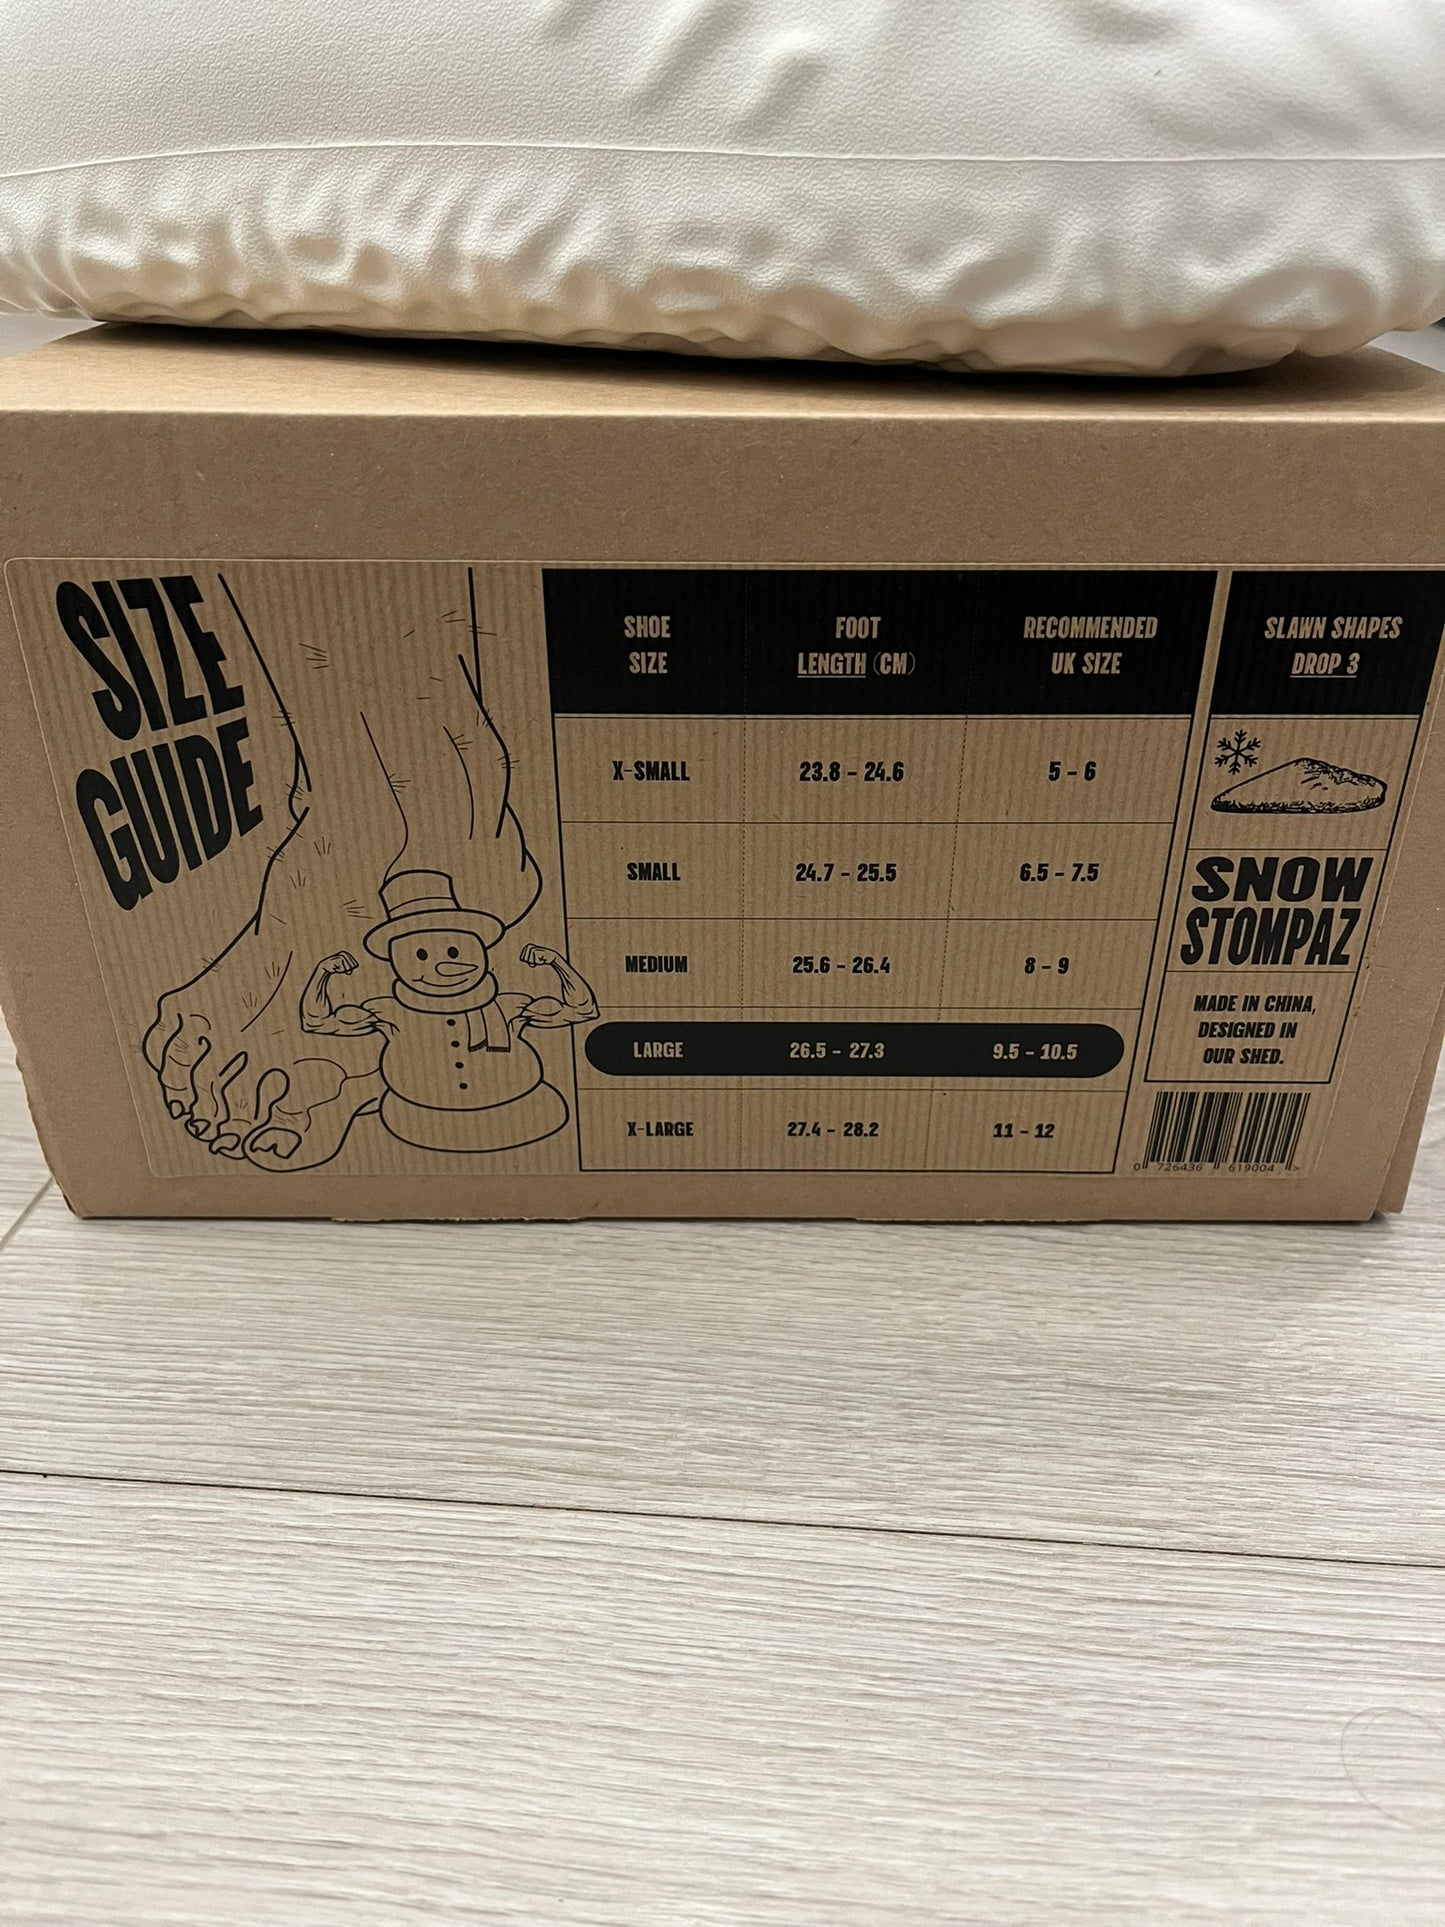 SIZE
GUIDE
SHOE
SIZE
FOOT
LENGTH (CM)
RECOMMENDED
UK SIZE
X-SMALL 23.8 - 24.6 5 - 6
SMALL 24.7 - 25.5 6.5 - 7.5
MEDIUM 25.6 - 26.4 8 - 9
LARGE 26.5 - 27.3 9.5 - 10.5
X-LARGE 27.4 - 28.2 11 - 12
SLAWN SHAPES
DROP 3
SNOW
STOMPAZ
MADE IN CHINA,
DESIGNED IN
OUR SHED.
0 726436 619004 >